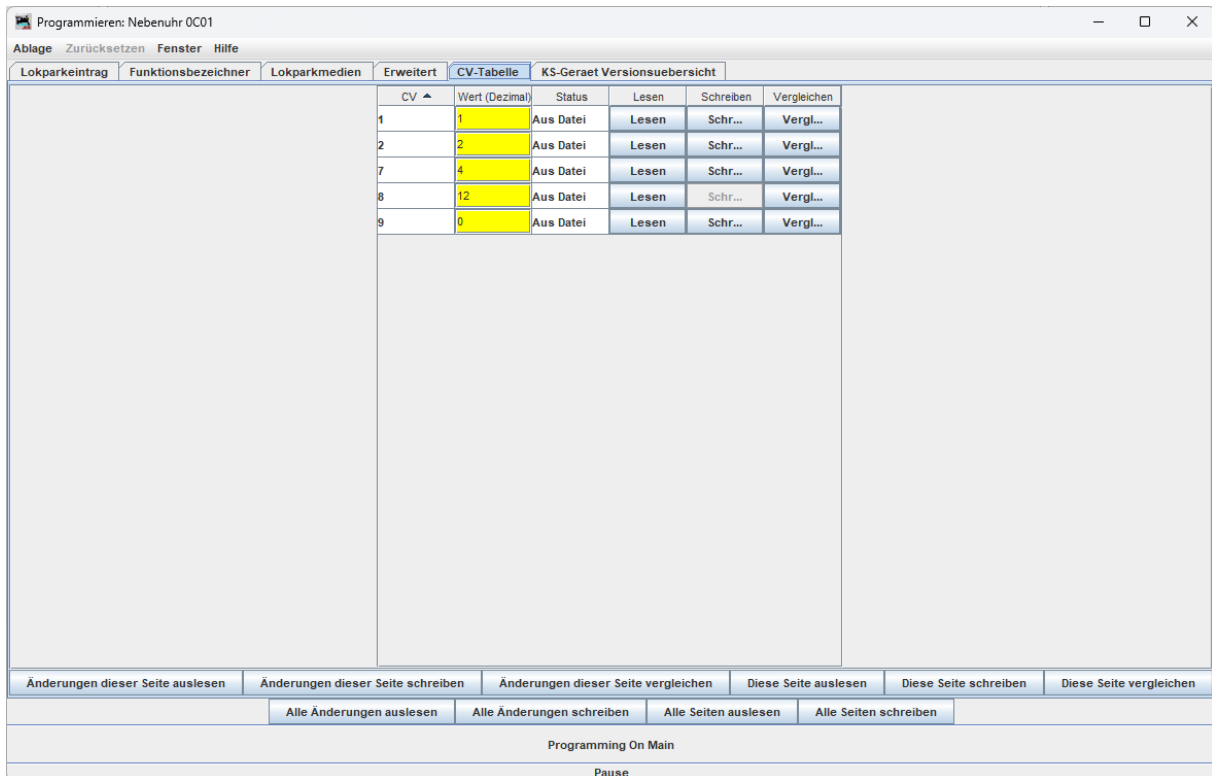 Programmieren: Nebenuhr 0C01
Ablage Zurücksetzen Fenster Hilfe
Lokparkeintrag Funktionsbezeichner Lokparkmedien Erweitert CV-Tabelle KS-Geraet Versionsuebersicht
CV Wert (Dezimal) Status Lesen Schreiben Vergleichen
1 1 Aus Datei Lesen Schr... Vergl...
2 2 Aus Datei Lesen Schr... Vergl...
7 4 Aus Datei Lesen Schr... Vergl...
8 12 Aus Datei Lesen Schr... Vergl...
9 0 Aus Datei Lesen Schr... Vergl...
Änderungen dieser Seite auslesen Änderungen dieser Seite schreiben Änderungen dieser Seite vergleichen Diese Seite auslesen Diese Seite schreiben Diese Seite vergleichen
Alle Änderungen auslesen Alle Änderungen schreiben Alle Seiten auslesen Alle Seiten schreiben
Programming On Main
Pause